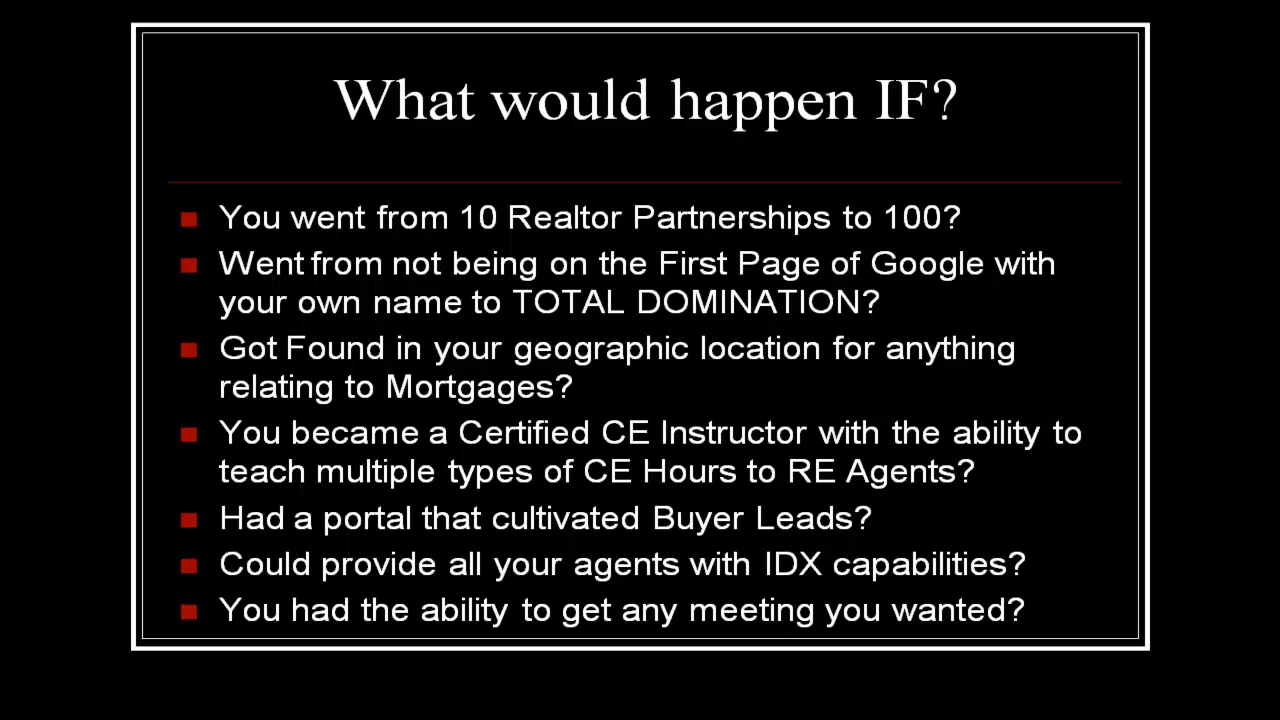 What would happen IF?
You went from 10 Realtor Partnerships to 100?
Went from not being on the First Page of Google with
your own name to TOTAL DOMINATION?
Got Found in your geographic location for anything
relating to Mortgages?
You became a Certified CE Instructor with the ability to
teach multiple types of CE Hours to RE Agents?
Had a portal that cultivated Buyer Leads?
Could provide all your agents with IDX capabilities?
You had the ability to get any meeting you wanted?